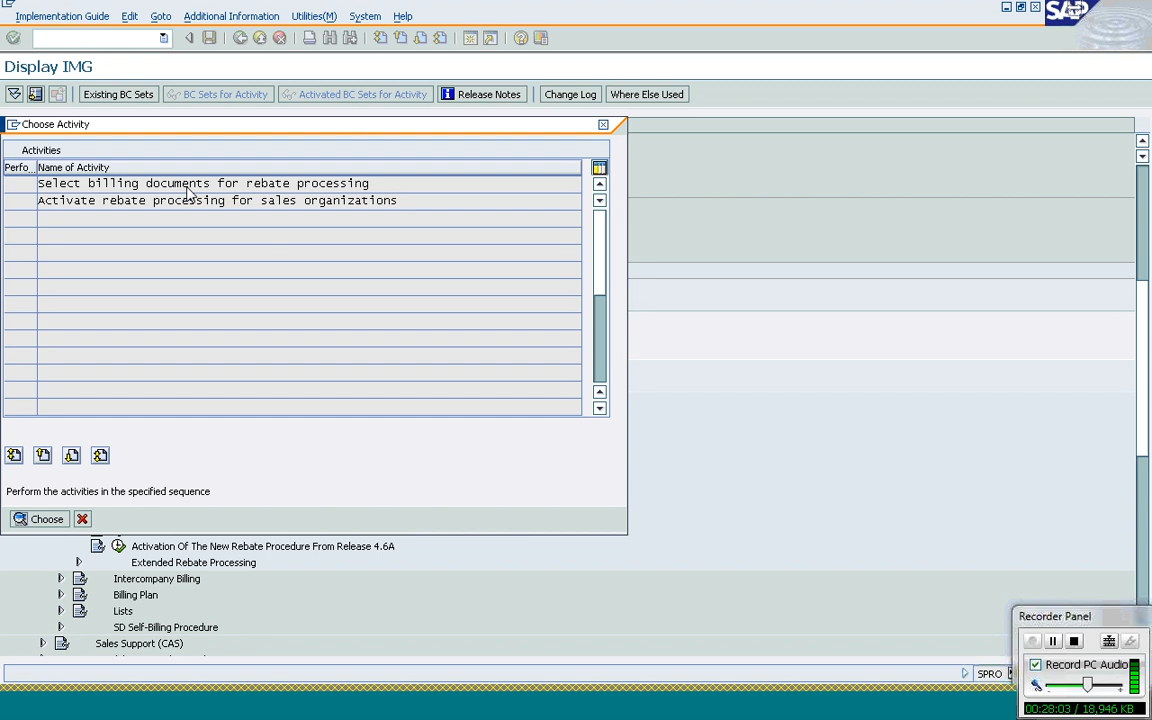 Implementation Guide Edit Goto Additional Information Utilities(M) System Help
SAP
Display IMG
Existing BC Sets BC Sets for Activity Activated BC Sets for Activity Release Notes Change Log Where Else Used
Choose Activity
Activities
Perfo... Name of Activity
Select billing documents for rebate processing
Activate rebate processing for sales organizations
Perform the activities in the specified sequence
Choose
Activation Of The New Rebate Procedure From Release 4.6A
Extended Rebate Processing
Intercompany Billing
Billing Plan
Lists
SD Self-Billing Procedure
Sales Support (CAS)
SPRO
Recorder Panel
Record PC Audio
00:28:03 / 18,946 KB